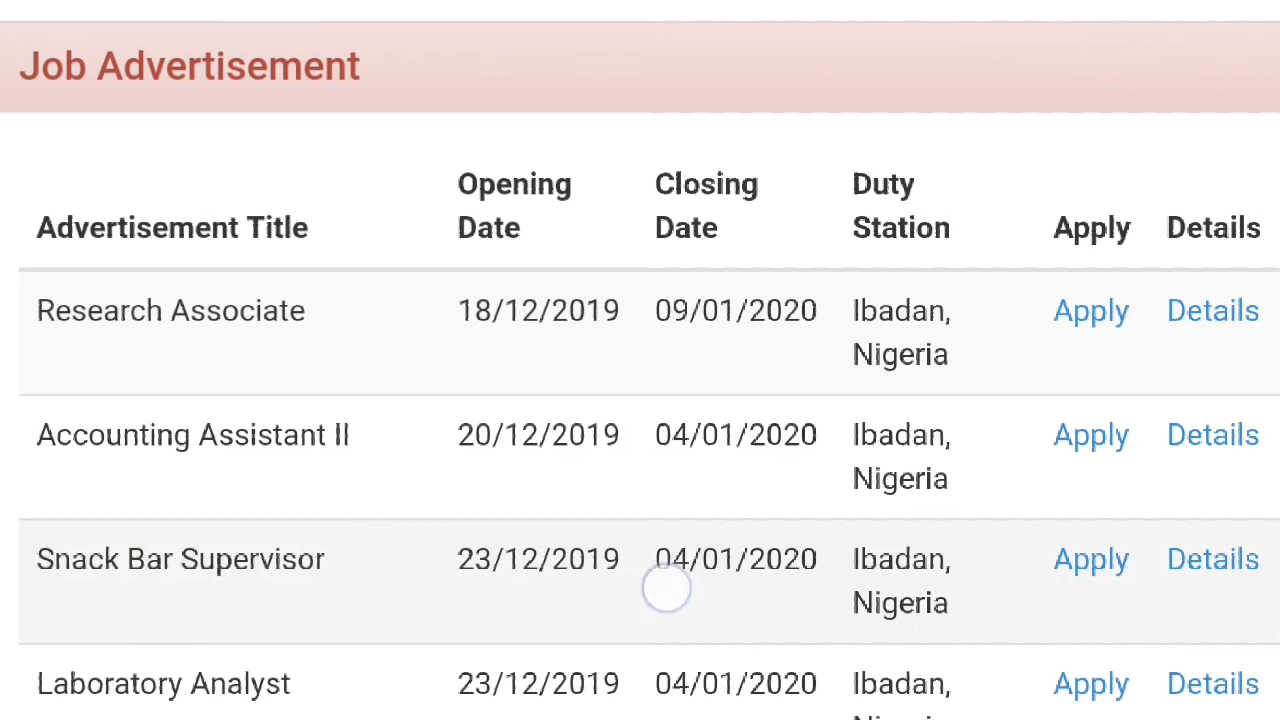 Job Advertisement
Opening Closing Duty
Advertisement Title Date Date Station Apply Details
Research Associate 18/12/2019 09/01/2020 Ibadan, Apply Details
Nigeria
Accounting Assistant II 20/12/2019 04/01/2020 Ibadan, Apply Details
Nigeria
Snack Bar Supervisor 23/12/2019 04/01/2020 Ibadan, Apply Details
Nigeria
Laboratory Analyst 23/12/2019 04/01/2020 Ibadan, Apply Details